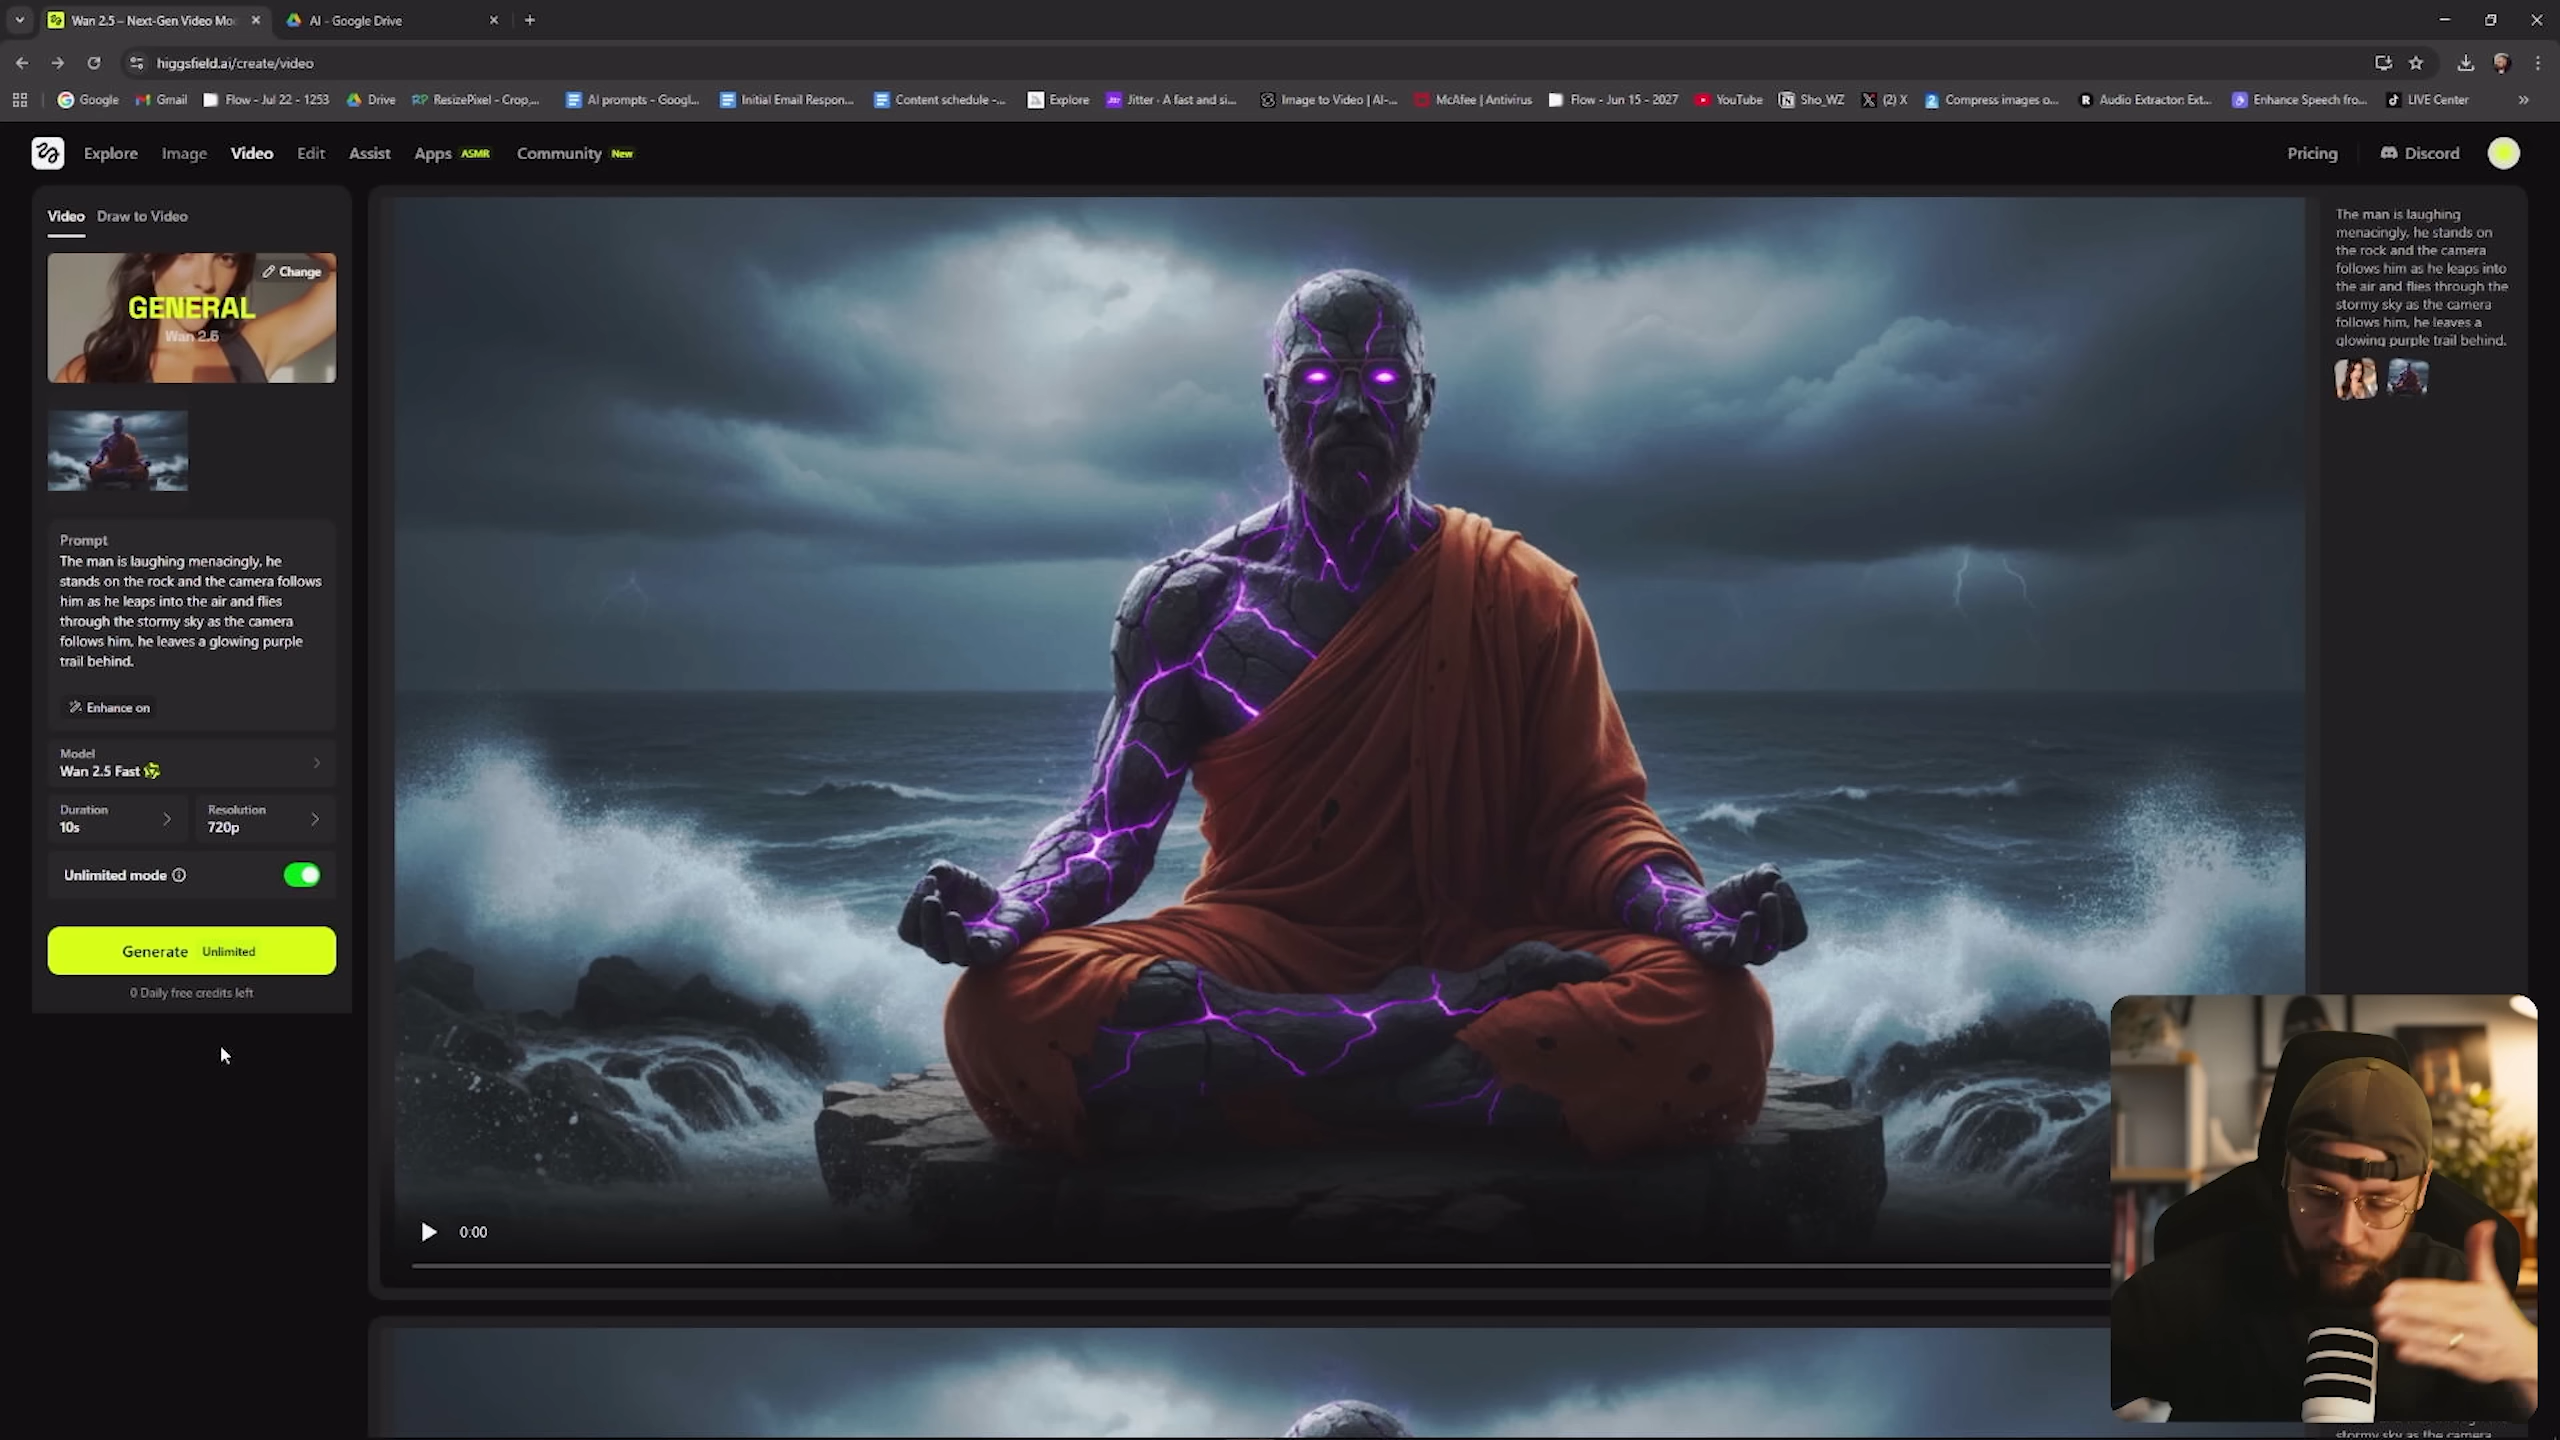 Wan 2.5 – Next-Gen Video Mo
AI - Google Drive
higgsfield.ai/create/video
Google
Gmail
Flow - Jul 22 - 1253
Drive
ResizePixel - Crop,...
AI prompts - Googl...
Initial Email Respon...
Content schedule -...
Explore
Jitter · A fast and si...
Image to Video | AI-...
McAfee | Antivirus
Flow - Jun 15 - 2027
YouTube
Sho_WZ
(2) X
Compress images o...
Audio Extractor: Ext...
Enhance Speech fro...
LIVE Center
Explore
Image
Video
Edit
Assist
Apps ASMR
Community New
Pricing
Discord
Video
Draw to Video
Change
GENERAL
Wan 2.5
Prompt
The man is laughing menacingly, he
stands on the rock and the camera follows
him as he leaps into the air and flies
through the stormy sky as the camera
follows him, he leaves a glowing purple
trail behind.
Enhance on
Model
Wan 2.5 Fast
Duration
10s
Resolution
720p
Unlimited mode
Generate Unlimited
0 Daily free credits left
0:00
The man is laughing
menacingly, he stands on
the rock and the camera
follows him as he leaps into
the air and flies through the
stormy sky as the camera
follows him, he leaves a
glowing purple trail behind.
stormy sky as the camera